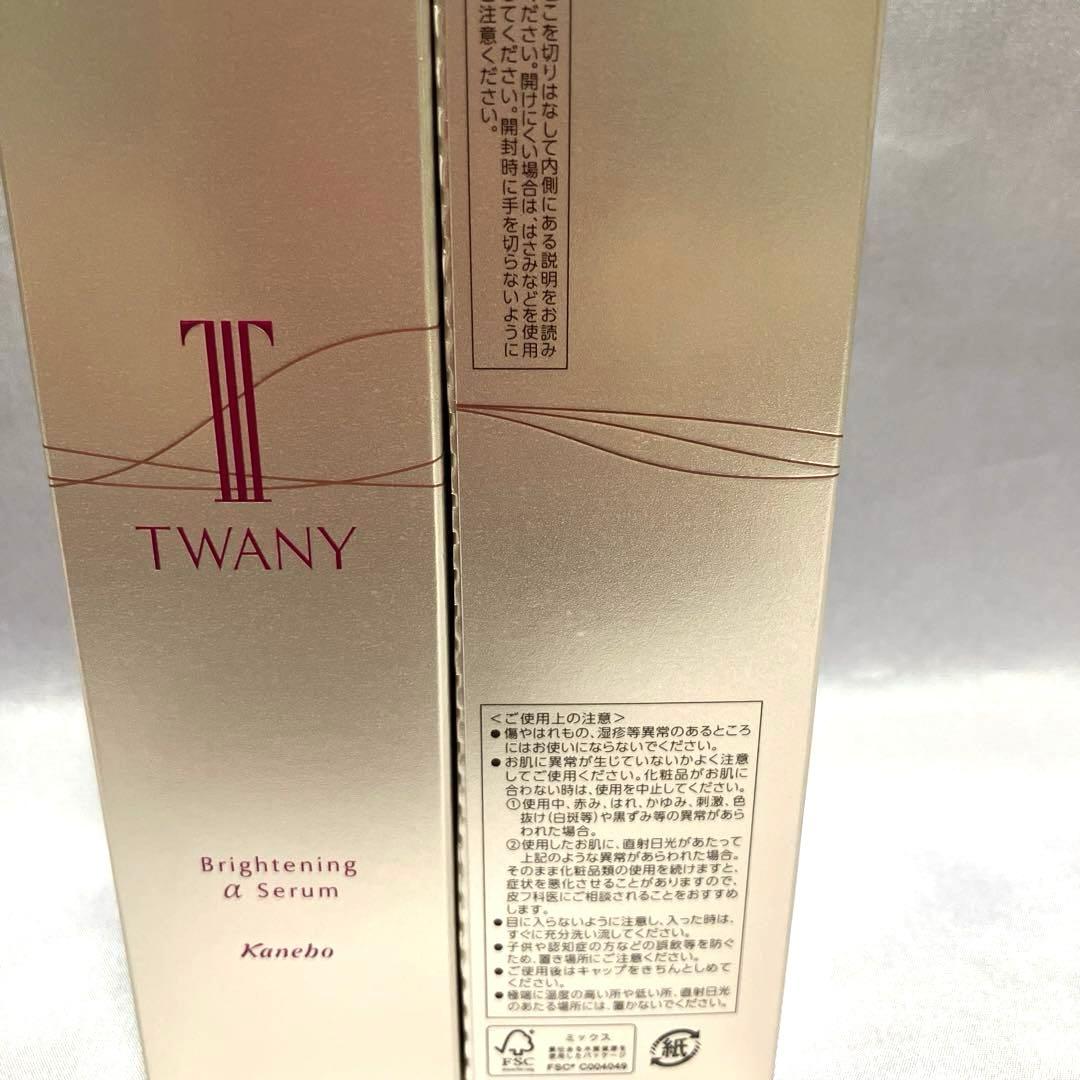 TWANY
Brightening
α Serum
Kanebo
ここを切りはなして内側にある説明をお読み
ください。開けにくい場合は、はさみなどを使用
してください。開封時に手を切らないように
ご注意ください。
<ご使用上の注意>
●傷やはれもの、湿疹等異常のあるところ
にはお使いにならないでください。
●お肌に異常が生じていないかよく注意
してご使用ください。化粧品がお肌に
合わない時は、使用を中止してください。
①使用中、赤み、はれ、かゆみ、刺激、色
抜け(白斑等)や黒ずみ等の異常があら
われた場合。
②使用したお肌に、直射日光があたって
上記のような異常があらわれた場合。
そのまま化粧品類の使用を続けますと、
症状を悪化させることがありますので、
皮フ科医にご相談されることをおすすめ
します。
●目に入らないように注意し、入った時は、
すぐに充分洗い流してください。
●子供や認知症の方などの誤飲等を防ぐ
ため、置き場所にご注意ください。
●ご使用後はキャップをきちんとしめて
ください。
●極端に温度の高い所や低い所、直射日光
のあたる場所には、置かないでください。
FSC
ミックス
責任ある木質資源を
使用したパッケージ
FSC® C004049
紙